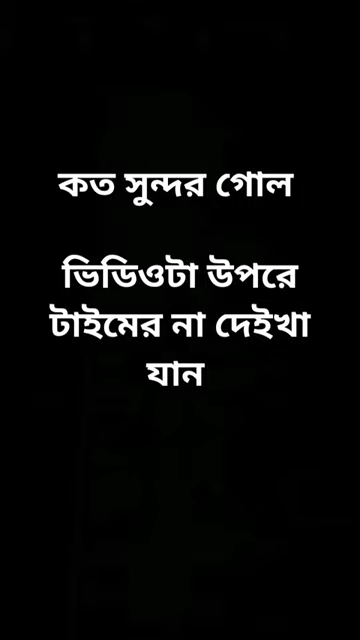 কত সুন্দর গোল
ভিডিওটা উপরে
টাইমের না দেইখা
যান